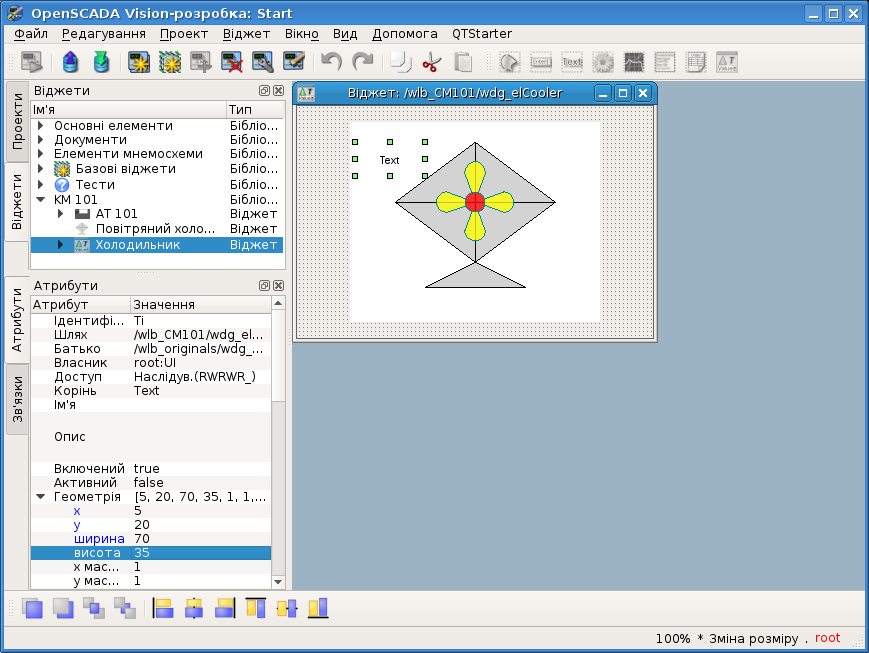 OpenSCADA Vision-розробка: Start
Файл Редагування Проект Віджет Вікно Вид Допомога QTStarter
Проекти
Віджети
Віджети
Ім'я Тип
Основні елементи Бібліо...
Документи Бібліо...
Елементи мнемосхеми Бібліо...
Базові віджети Бібліо...
Тести Бібліо...
КМ 101 Бібліо...
АТ 101 Віджет
Повітряний холо... Віджет
Холодильник Віджет
Віджет: /wlb_CM101/wdg_elCooler
Text
Атрибути
Зв'язки
Атрибути
Атрибут Значення
Ідентифі... Ti
Шлях /wlb_CM101/wdg_el...
Батько /wlb_originals/wdg_...
Власник root:UI
Доступ Наслідув.(RWRWR_)
Корінь Text
Ім'я
Опис
Включений true
Активний false
Геометрія [5, 20, 70, 35, 1, 1,...
x 5
y 20
ширина 70
висота 35
x мас... 1
y мас... 1
100% * Зміна розміру . root